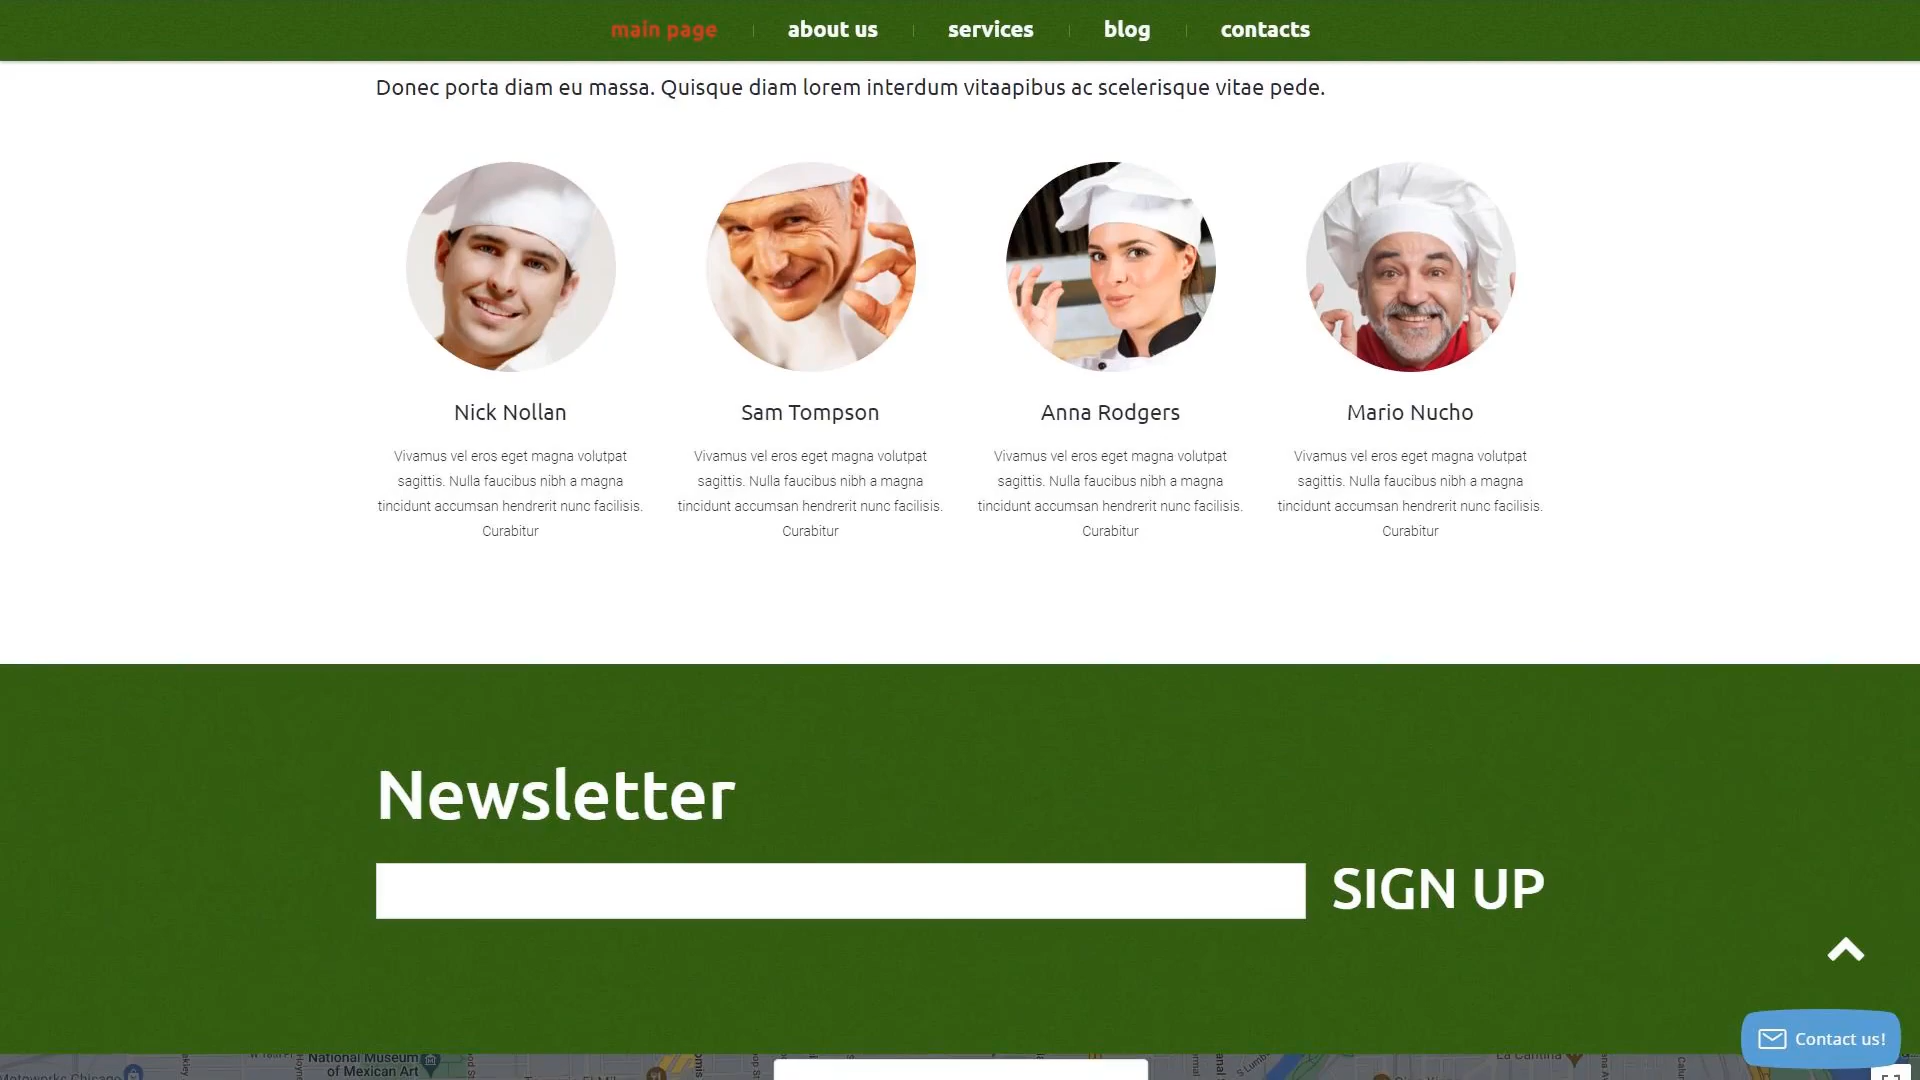 main page
about us
services
blog
contacts
Donec porta diam eu massa. Quisque diam lorem interdum vitaapibus ac scelerisque vitae pede.
Nick Nollan
Vivamus vel eros eget magna volutpat
sagittis. Nulla faucibus nibh a magna
tincidunt accumsan hendrerit nunc facilisis.
Curabitur
Sam Tompson
Vivamus vel eros eget magna volutpat
sagittis. Nulla faucibus nibh a magna
tincidunt accumsan hendrerit nunc facilisis.
Curabitur
Anna Rodgers
Vivamus vel eros eget magna volutpat
sagittis. Nulla faucibus nibh a magna
tincidunt accumsan hendrerit nunc facilisis.
Curabitur
Mario Nucho
Vivamus vel eros eget magna volutpat
sagittis. Nulla faucibus nibh a magna
tincidunt accumsan hendrerit nunc facilisis.
Curabitur
Newsletter
SIGN UP
Contact us!
National Museum
of Mexican Art